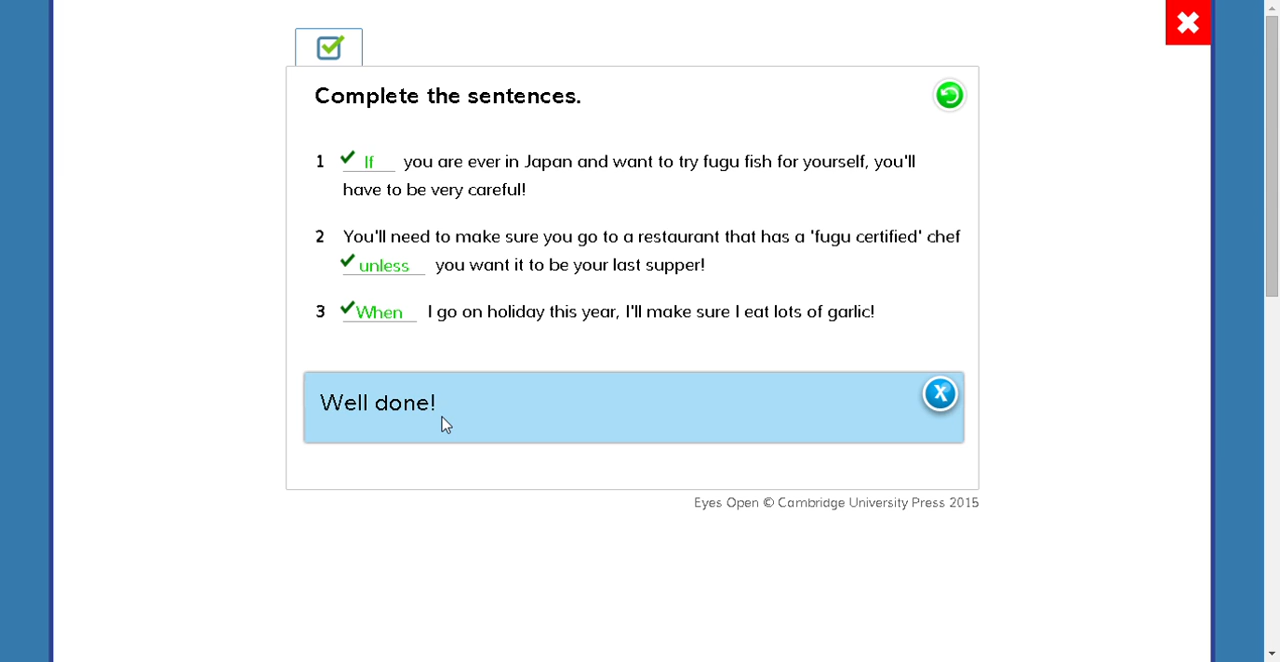 Complete the sentences.
1 If you are ever in Japan and want to try fugu fish for yourself, you'll
have to be very careful!
2 You'll need to make sure you go to a restaurant that has a 'fugu certified' chef
unless you want it to be your last supper!
3 When I go on holiday this year, I'll make sure I eat lots of garlic!
Well done!
X
Eyes Open © Cambridge University Press 2015